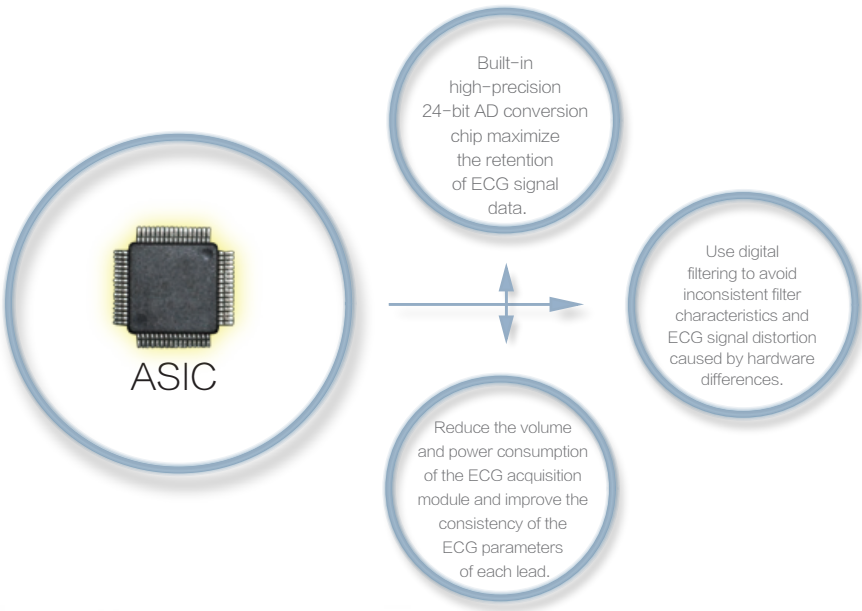 ASIC
Built-in
high-precision
24-bit AD conversion
chip maximize
the retention
of ECG signal
data.
Use digital
filtering to avoid
inconsistent filter
characteristics and
ECG signal distortion
caused by hardware
differences.
Reduce the volume
and power consumption
of the ECG acquisition
module and improve the
consistency of the
ECG parameters
of each lead.